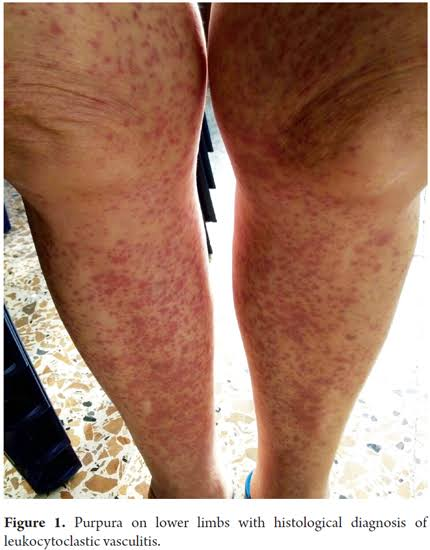 Figure 1. Purpura on lower limbs with histological diagnosis of
leukocytoclastic vasculitis.